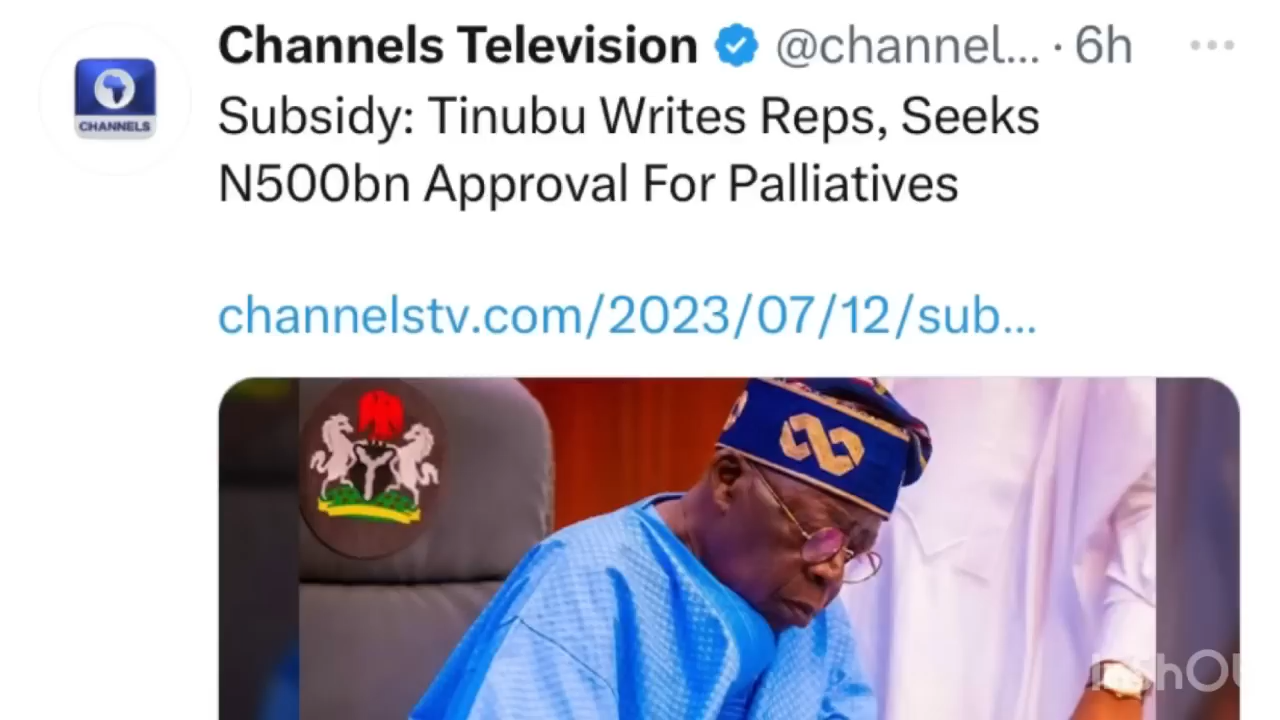 Channels Television @channel... · 6h
CHANNELS
Subsidy: Tinubu Writes Reps, Seeks
N500bn Approval For Palliatives
channelstv.com/2023/07/12/sub...